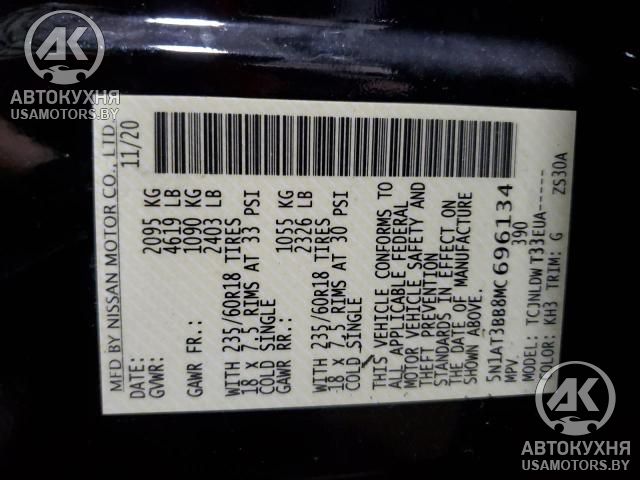 AK
АВТОКУХНЯ
USAMOTORS.BY
MFD BY NISSAN MOTOR CO., LTD.
DATE: 11/20
GVWR: 2095 KG
4619 LB
GAWR FR.: 1090 KG
2403 LB
WITH 235/60R18 TIRES
18 x 7.5 RIMS AT 33 PSI
COLD SINGLE
GAWR RR.: 1055 KG
2326 LB
WITH 235/60R18 TIRES
18 x 7.5 RIMS AT 30 PSI
COLD SINGLE
THIS VEHICLE CONFORMS TO
ALL APPLICABLE FEDERAL
MOTOR VEHICLE SAFETY AND
THEFT PREVENTION
STANDARDS IN EFFECT ON
THE DATE OF MANUFACTURE
SHOWN ABOVE.
5N1AT3BB8MC696134
MPV 390
MODEL: TCJNLDWT33EUA-----
COLOR: KH3 TRIM: G ZS30A
AK
АВТОКУХНЯ
USAMOTORS.BY